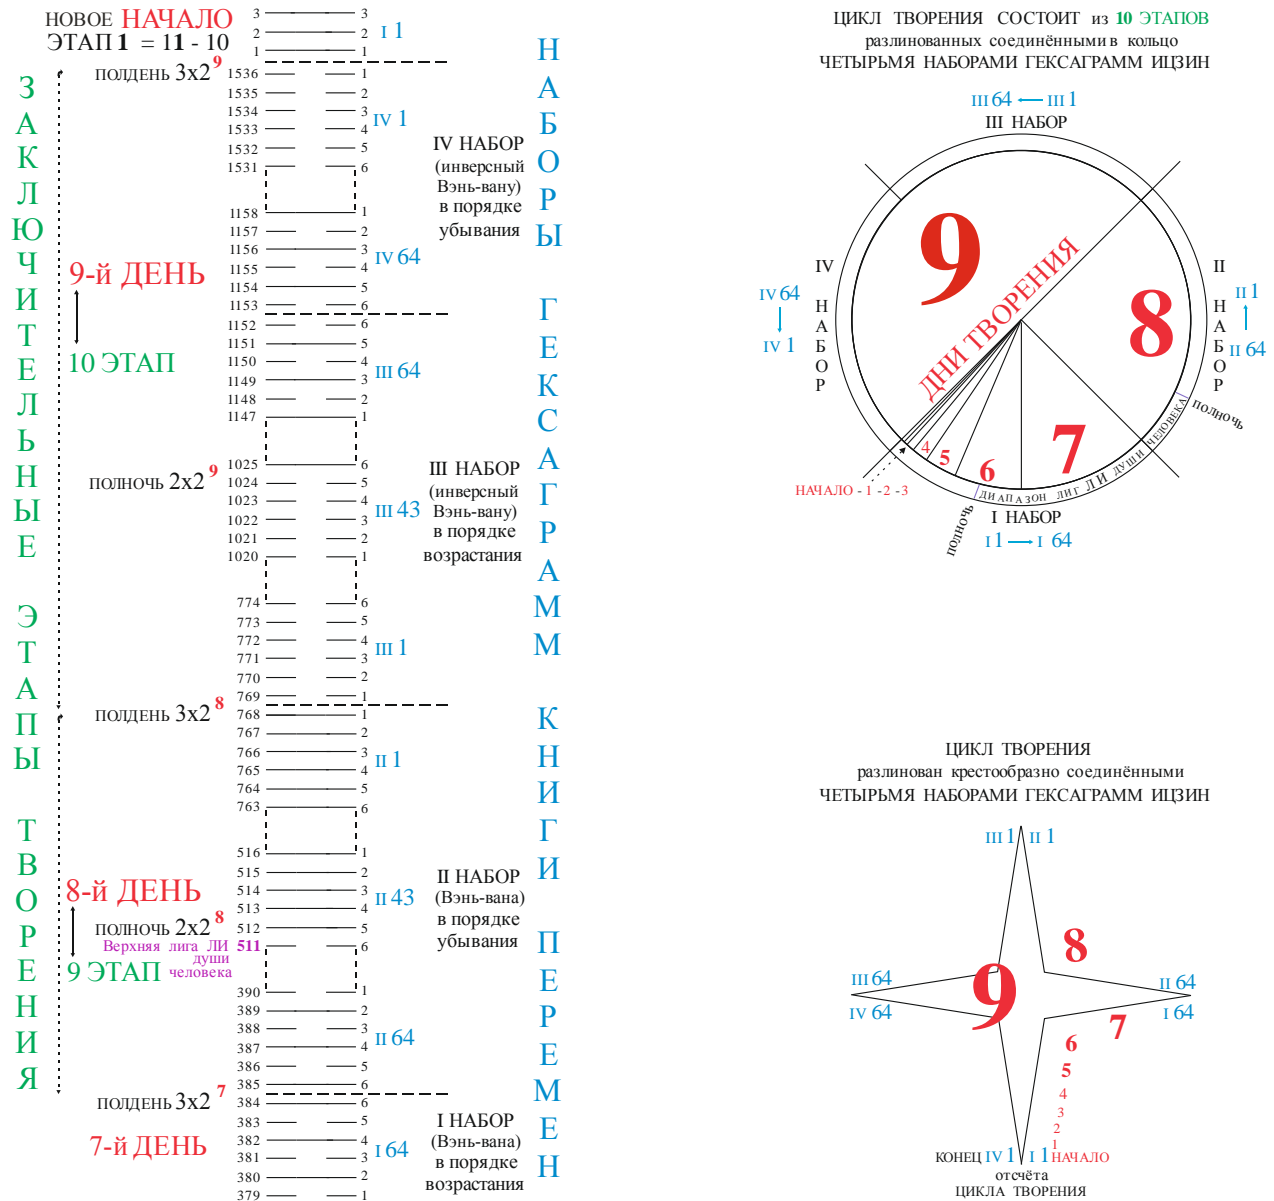 НОВОЕ НАЧАЛО
ЭТАП 1 = 11 - 10
ЗАКЛЮЧИТЕЛЬНЫЕ ЭТАПЫ ТВОРЕНИЯ
3 3
2 2 I 1
1 1
ПОЛДЕНЬ 3x2 9
1536 1
1535 2
1534 3
IV 1
1533 4
1532 5
1531 6
IV НАБОР
(инверсный
Вэнь-вану)
в порядке
убывания
1158 1
1157 2
1156 3
IV 64
1155 4
1154 5
1153 6
9-й ДЕНЬ
10 ЭТАП
1152 6
1151 5
1150 4
III 64
1149 3
1148 2
1147 1
ПОЛНОЧЬ 2x2 9
1025 6
1024 5
1023 4
III 43
1022 3
1021 2
1020 1
III НАБОР
(инверсный
Вэнь-вану)
в порядке
возрастания
774 6
773 5
772 4
III 1
771 3
770 2
769 1
ПОЛДЕНЬ 3x2 8
768 1
767 2
766 3
II 1
765 4
764 5
763 6
516 1
515 2
514 3
II 43
513 4
512 5
511 6
8-й ДЕНЬ
ПОЛНОЧЬ 2x2 8
Верхняя лига ЛИ
души
человека
9 ЭТАП
II НАБОР
(Вэнь-вана)
в порядке
убывания
390 1
389 2
388 3
II 64
387 4
386 5
385 6
ПОЛДЕНЬ 3x2 7
7-й ДЕНЬ
384 6
383 5
382 4
I 64
381 3
380 2
379 1
I НАБОР
(Вэнь-вана)
в порядке
возрастания
НАБОРЫ ГЕКСАГРАММ КНИГИ ПЕРЕМЕН
ЦИКЛ ТВОРЕНИЯ СОСТОИТ из 10 ЭТАПОВ
разлинованных соединёнными в кольцо
ЧЕТЫРЬМЯ НАБОРАМИ ГЕКСАГРАММ ИЦЗИН
III 64 III 1
III НАБОР
IV НАБОР
IV 64
IV 1
II НАБОР
II 1
II 64
ДНИ ТВОРЕНИЯ
9
8
7
6
5
4
НАЧАЛО - 1 - 2 - 3
ПОЛНОЧЬ
ДИАПАЗОН ЛИГ ЛИ ДУШИ ЧЕЛОВЕКА
ПОЛНОЧЬ
I НАБОР
I 1 I 64
ЦИКЛ ТВОРЕНИЯ
разлинован крестообразно соединёнными
ЧЕТЫРЬМЯ НАБОРАМИ ГЕКСАГРАММ ИЦЗИН
III 1 II 1
8
9
III 64
IV 64
II 64
I 64
7
6
5
4
3
2
1
КОНЕЦ IV 1 I 1 НАЧАЛО
отсчёта
ЦИКЛА ТВОРЕНИЯ